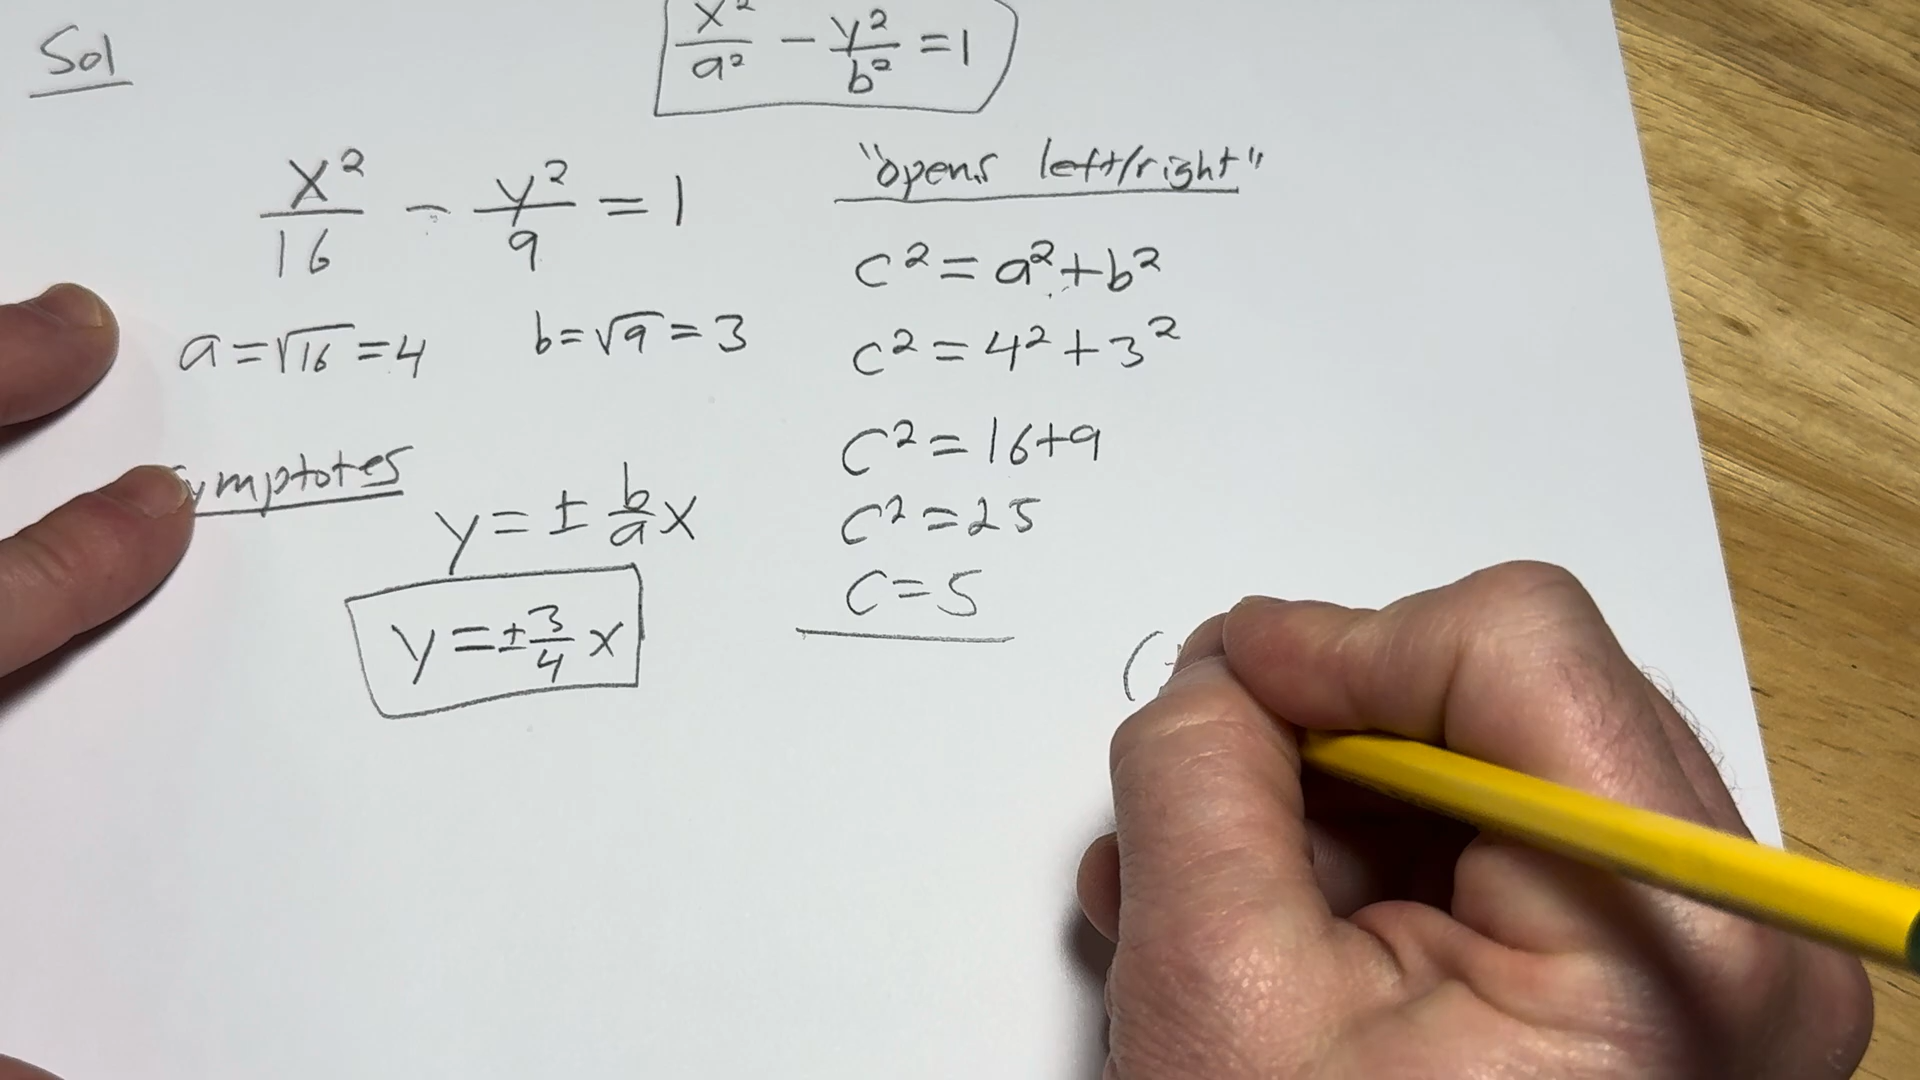 Sol
x²/a² - y²/b² = 1
x²/16 - y²/9 = 1
a = √16 = 4
b = √9 = 3
ymptotes
y = ± b/a x
y = ± 3/4 x
"opens left/right"
c² = a² + b²
c² = 4² + 3²
c² = 16+9
c² = 25
c = 5
(